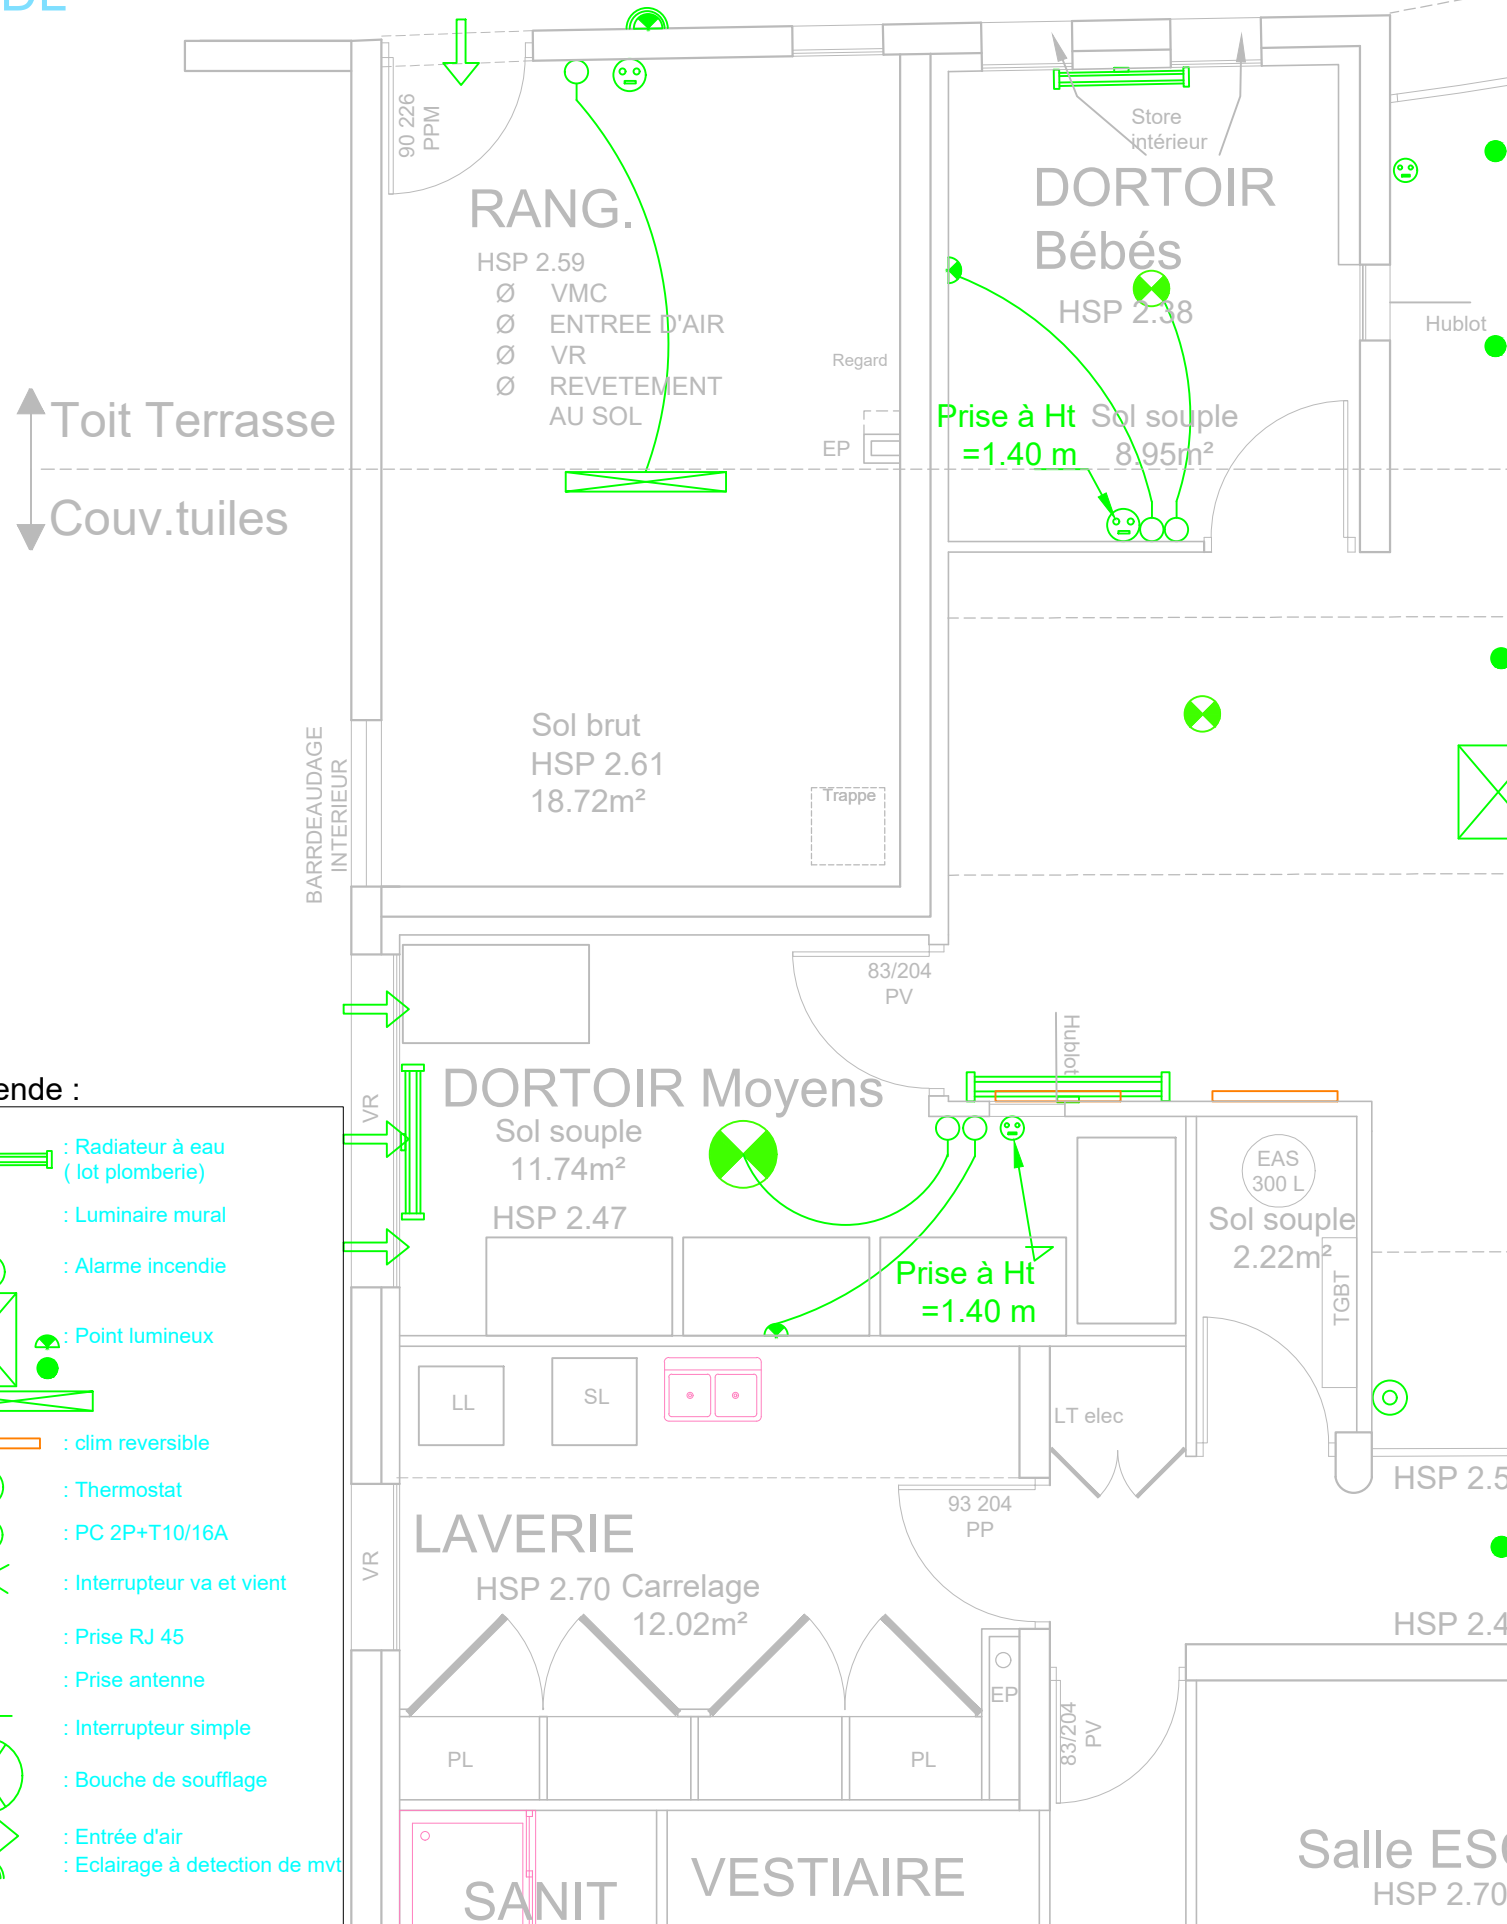 DE
90 226
PPM
Store
intérieur
RANG.
HSP 2.59
Ø VMC
Ø ENTREE D'AIR
Ø VR
Ø REVETEMENT
AU SOL
DORTOIR
Bébés
HSP 2.38
Hublot
Regard
EP
Prise à Ht
=1.40 m
Sol souple
8.95m²
Toit Terrasse
Couv.tuiles
Sol brut
HSP 2.61
18.72m²
BARRDEAUDAGE
INTERIEUR
Trappe
83/204
PV
Hublot
DORTOIR Moyens
Sol souple
11.74m²
HSP 2.47
VR
Prise à Ht
=1.40 m
EAS
300 L
Sol souple
2.22m²
TGBT
ende :
: Radiateur à eau
( lot plomberie)
: Luminaire mural
: Alarme incendie
: Point lumineux
: clim reversible
: Thermostat
: PC 2P+T10/16A
: Interrupteur va et vient
: Prise RJ 45
: Prise antenne
: Interrupteur simple
: Bouche de soufflage
: Entrée d'air
: Eclairage à detection de mvt
LL
SL
LT elec
HSP 2.5
93 204
PP
LAVERIE
VR
HSP 2.70
Carrelage
12.02m²
HSP 2.4
EP
83/204
PV
PL
PL
SANIT
VESTIAIRE
Salle ES
HSP 2.70